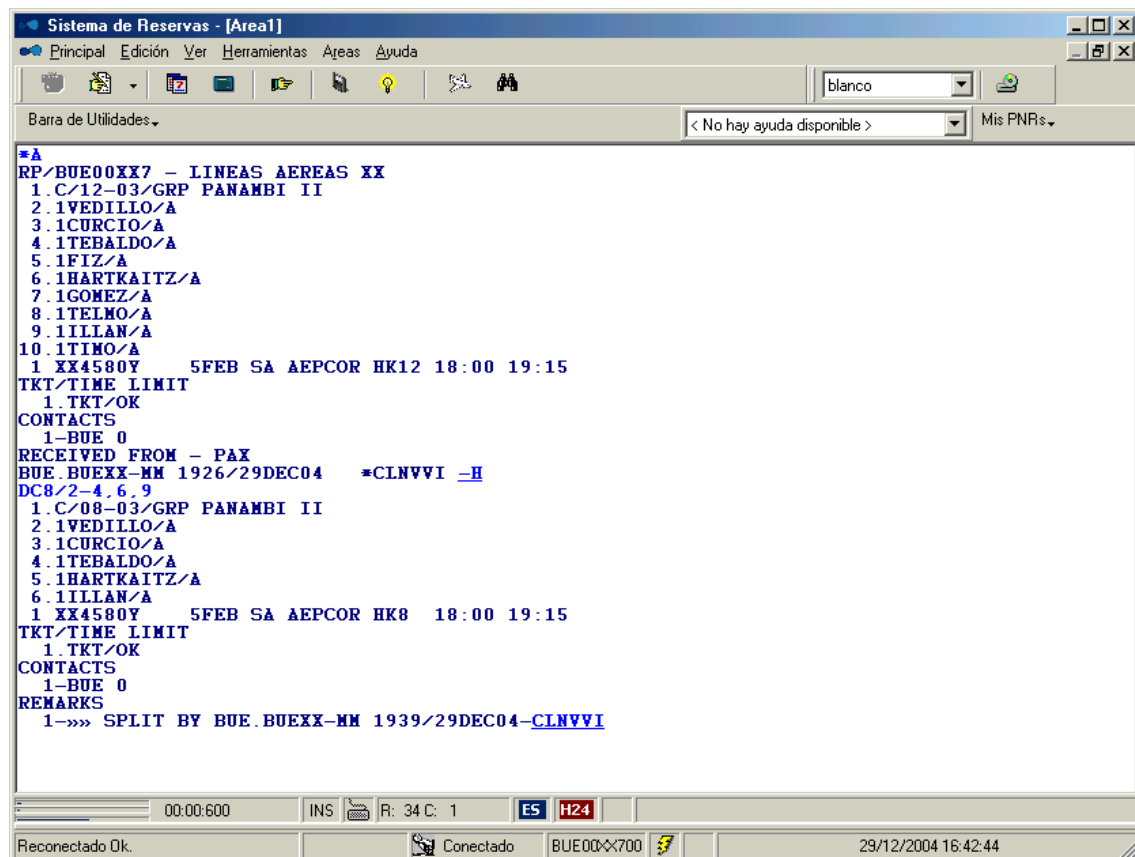 Sistema de Reservas - [Area1]
Principal Edición Ver Herramientas Areas Ayuda
blanco
Bara de Utilidades
< No hay ayuda disponible >
Mis PNRs
*A
RP/BUE00XX7 – LINEAS AEREAS XX
1.C/12-03/GRP PANAMBI II
2.1VEDILLO/A
3.1CURCIO/A
4.1TEBALDO/A
5.1FIZ/A
6.1HARTKAITZ/A
7.1GOMEZ/A
8.1TELMO/A
9.1ILLAN/A
10.1TIMO/A
1 XX4580Y 5FEB SA AEPCOR HK12 18:00 19:15
TKT/TIME LIMIT
1.TKT/OK
CONTACTS
1-BUE 0
RECEIVED FROM – PAX
BUE.BUEXX-MM 1926/29DEC04 *CLNVVI -H
DC8/2-4,6,9
1.C/08-03/GRP PANAMBI II
2.1VEDILLO/A
3.1CURCIO/A
4.1TEBALDO/A
5.1HARTKAITZ/A
6.1ILLAN/A
1 XX4580Y 5FEB SA AEPCOR HK8 18:00 19:15
TKT/TIME LIMIT
1.TKT/OK
CONTACTS
1-BUE 0
REMARKS
1-»»» SPLIT BY BUE.BUEXX-MM 1939/29DEC04-CLNVVI
00:00:600 INS R: 34 C: 1 ES H24
Reconectado Ok. Conectado BUE00XX700 29/12/2004 16:42:44